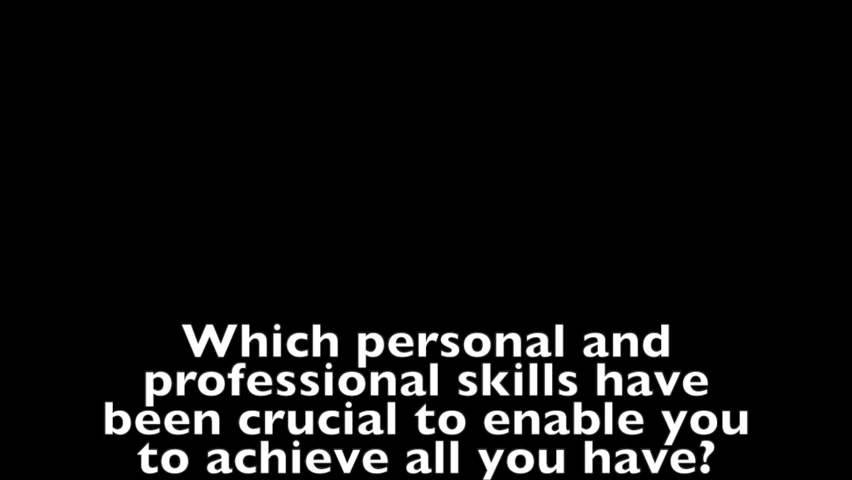 Which personal and
professional skills have
been crucial to enable you
to achieve all you have?